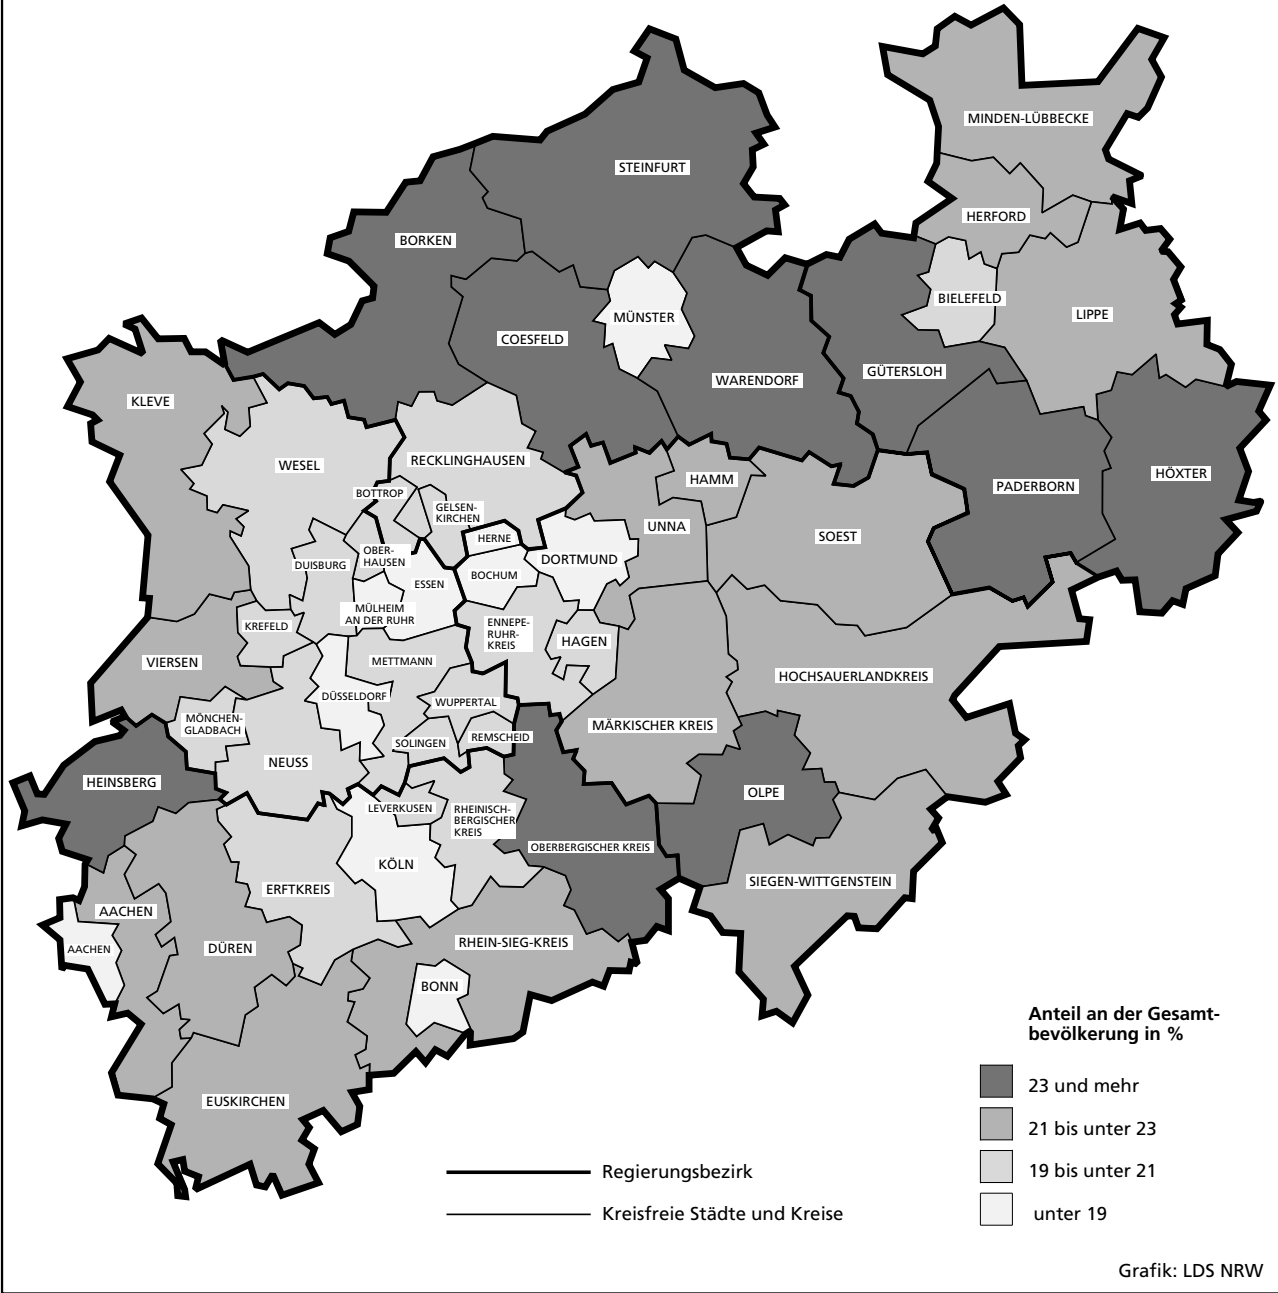 MINDEN-LÜBBECKE
STEINFURT
HERFORD
BORKEN
BIELEFELD
LIPPE
MÜNSTER
COESFELD
GÜTERSLOH
WARENDORF
KLEVE
RECKLINGHAUSEN
WESEL
HÖXTER
HAMM
PADERBORN
BOTTROP
GELSEN-
KIRCHEN
UNNA
SOEST
HERNE
OBER-
HAUSEN
DORTMUND
DUISBURG
BOCHUM
ESSEN
MÜLHEIM
AN DER RUHR
KREFELD
ENNEPE-
RUHR-
KREIS
HAGEN
VIERSEN
METTMANN
HOCHSAUERLANDKREIS
DÜSSELDORF
WUPPERTAL
MÖNCHEN-
GLADBACH
MÄRKISCHER KREIS
REMSCHEID
SOLINGEN
NEUSS
HEINSBERG
OLPE
LEVERKUSEN
RHEINISCH-
BERGISCHER
KREIS
OBERBERGISCHER KREIS
KÖLN
ERFTKREIS
SIEGEN-WITTGENSTEIN
AACHEN
RHEIN-SIEG-KREIS
AACHEN
DÜREN
BONN
EUSKIRCHEN
Anteil an der Gesamt-
bevölkerung in %
23 und mehr
21 bis unter 23
19 bis unter 21
unter 19
Regierungsbezirk
Kreisfreie Städte und Kreise
Grafik: LDS NRW